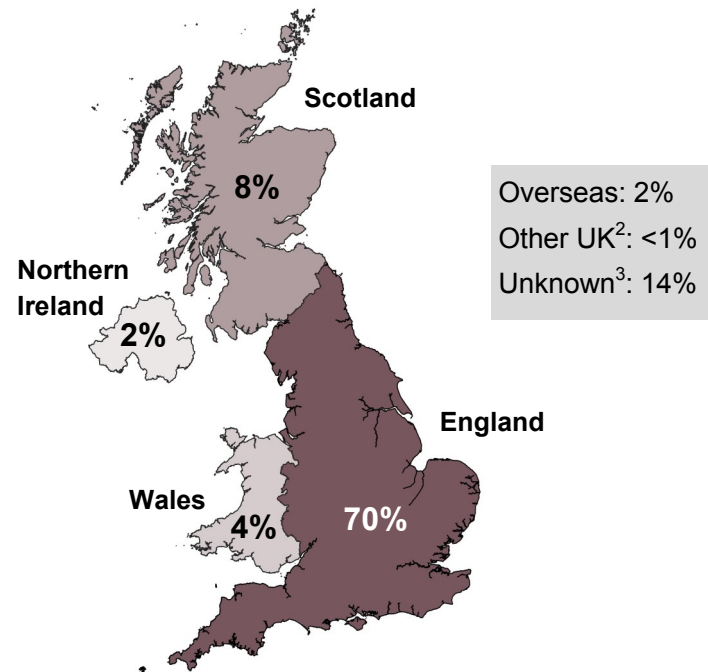 Scotland
8%
Overseas: 2%
Other UK²: <1%
Unknown³: 14%
Northern
Ireland
2%
England
Wales
4%
70%